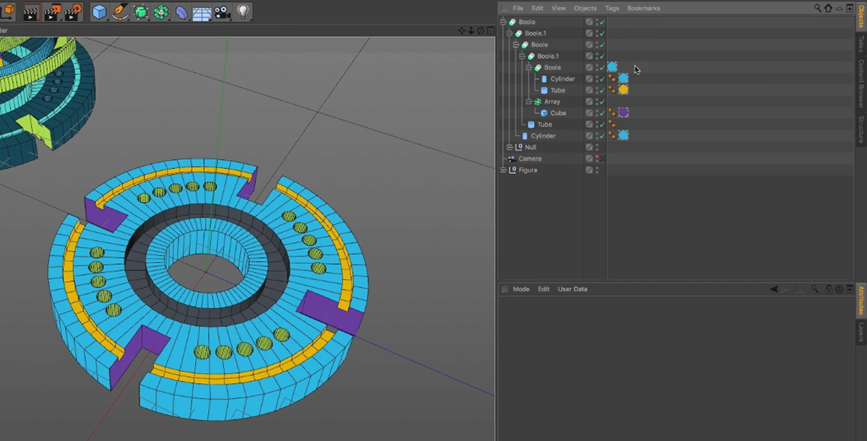 File Edit View Objects Tags Bookmarks
Boole
Boole.1
Boole
Boole.1
Boole
Cylinder
Tube
Array
Cube
Tube
Cylinder
Null
Camera
Figura
Mode Edit User Data
Objects
Takes
Content Browser
Structure
Attributes
Layers